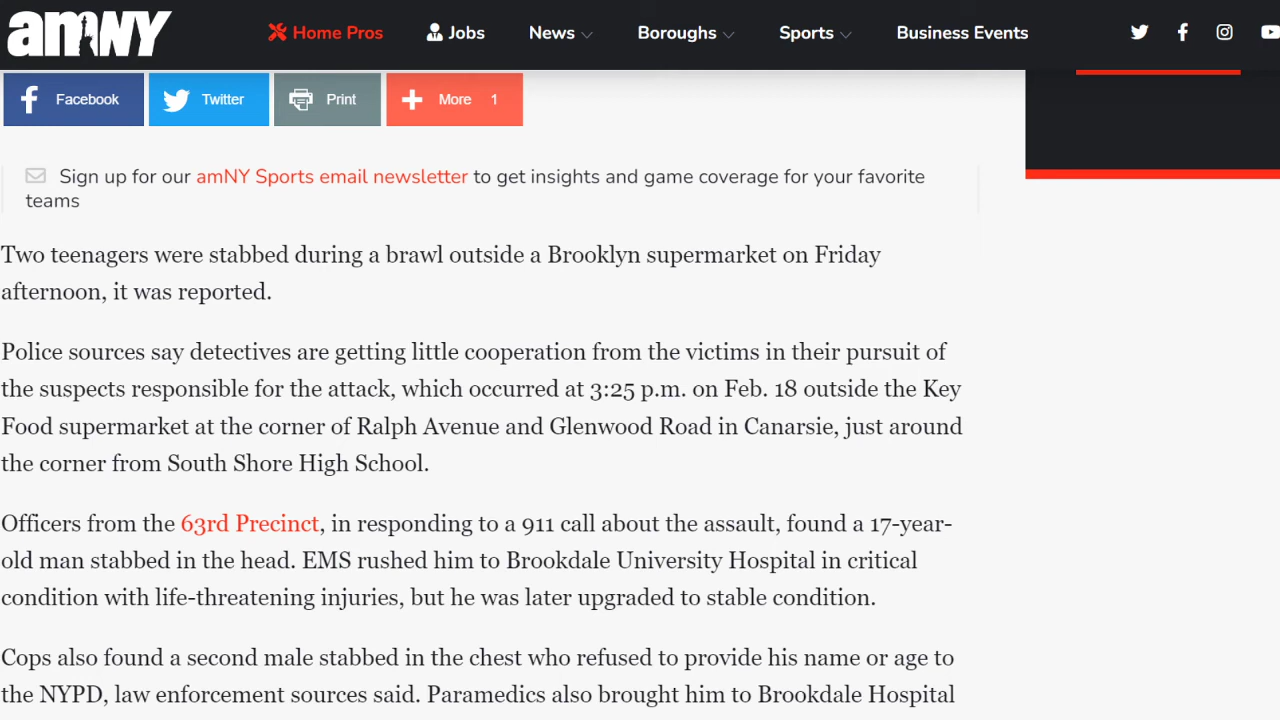 amNY
Home Pros
Jobs
News
Boroughs
Sports
Business Events
Facebook
Twitter
Print
More 1
Sign up for our amNY Sports email newsletter to get insights and game coverage for your favorite
teams
Two teenagers were stabbed during a brawl outside a Brooklyn supermarket on Friday
afternoon, it was reported.
Police sources say detectives are getting little cooperation from the victims in their pursuit of
the suspects responsible for the attack, which occurred at 3:25 p.m. on Feb. 18 outside the Key
Food supermarket at the corner of Ralph Avenue and Glenwood Road in Canarsie, just around
the corner from South Shore High School.
Officers from the 63rd Precinct, in responding to a 911 call about the assault, found a 17-year-
old man stabbed in the head. EMS rushed him to Brookdale University Hospital in critical
condition with life-threatening injuries, but he was later upgraded to stable condition.
Cops also found a second male stabbed in the chest who refused to provide his name or age to
the NYPD, law enforcement sources said. Paramedics also brought him to Brookdale Hospital